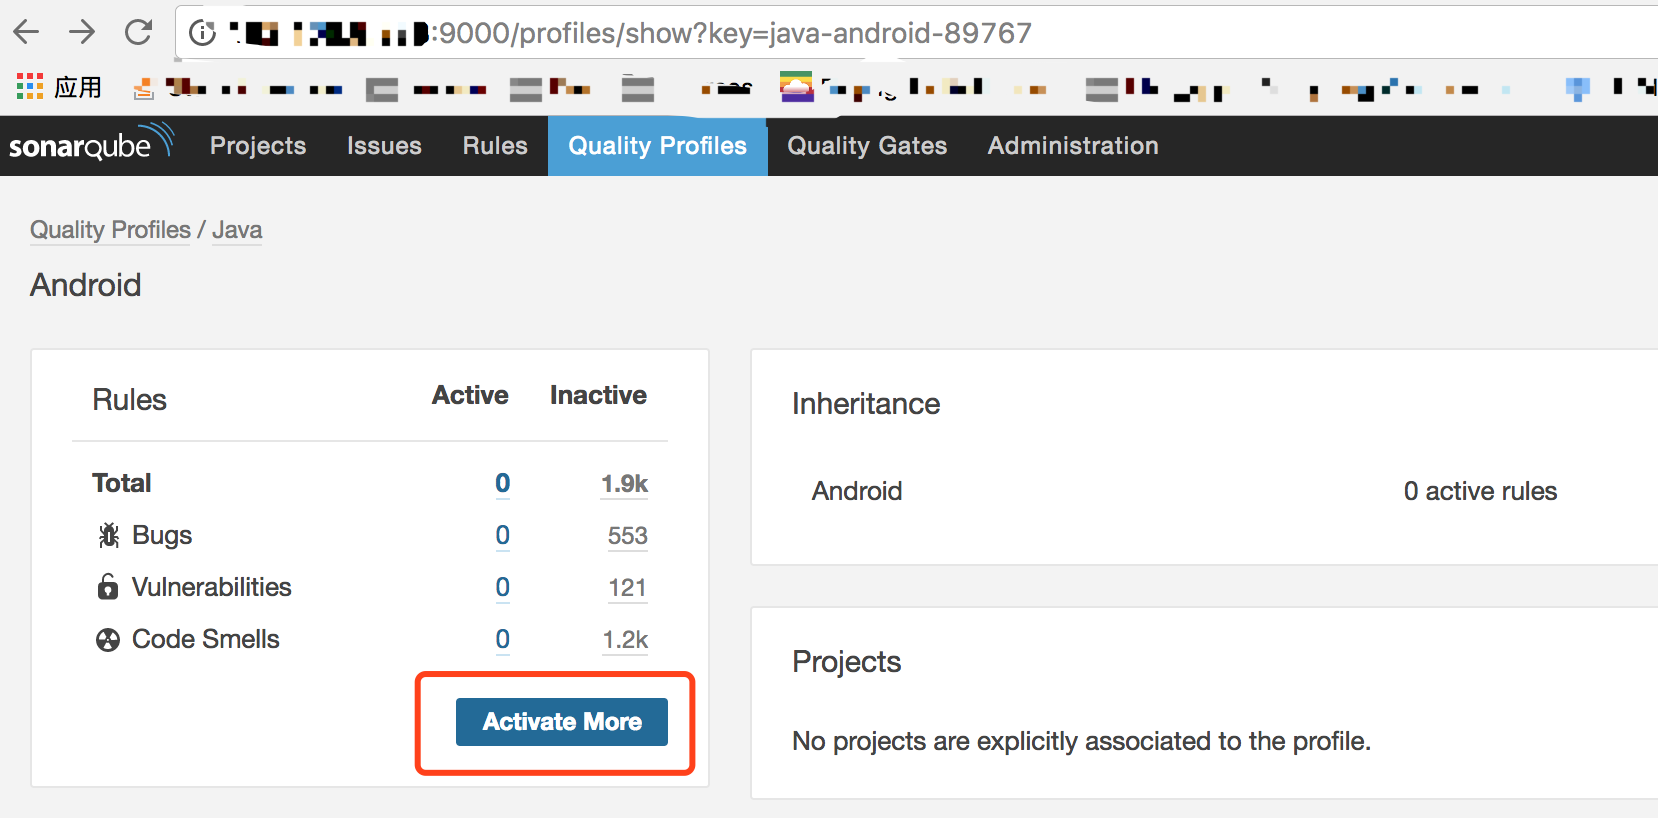 :9000/profiles/show?key=java-android-89767
应用
sonarqube Projects Issues Rules Quality Profiles Quality Gates Administration
Quality Profiles / Java
Android
Rules Active Inactive
Total 0 1.9k
Bugs 0 553
Vulnerabilities 0 121
Code Smells 0 1.2k
Activate More
Inheritance
Android 0 active rules
Projects
No projects are explicitly associated to the profile.